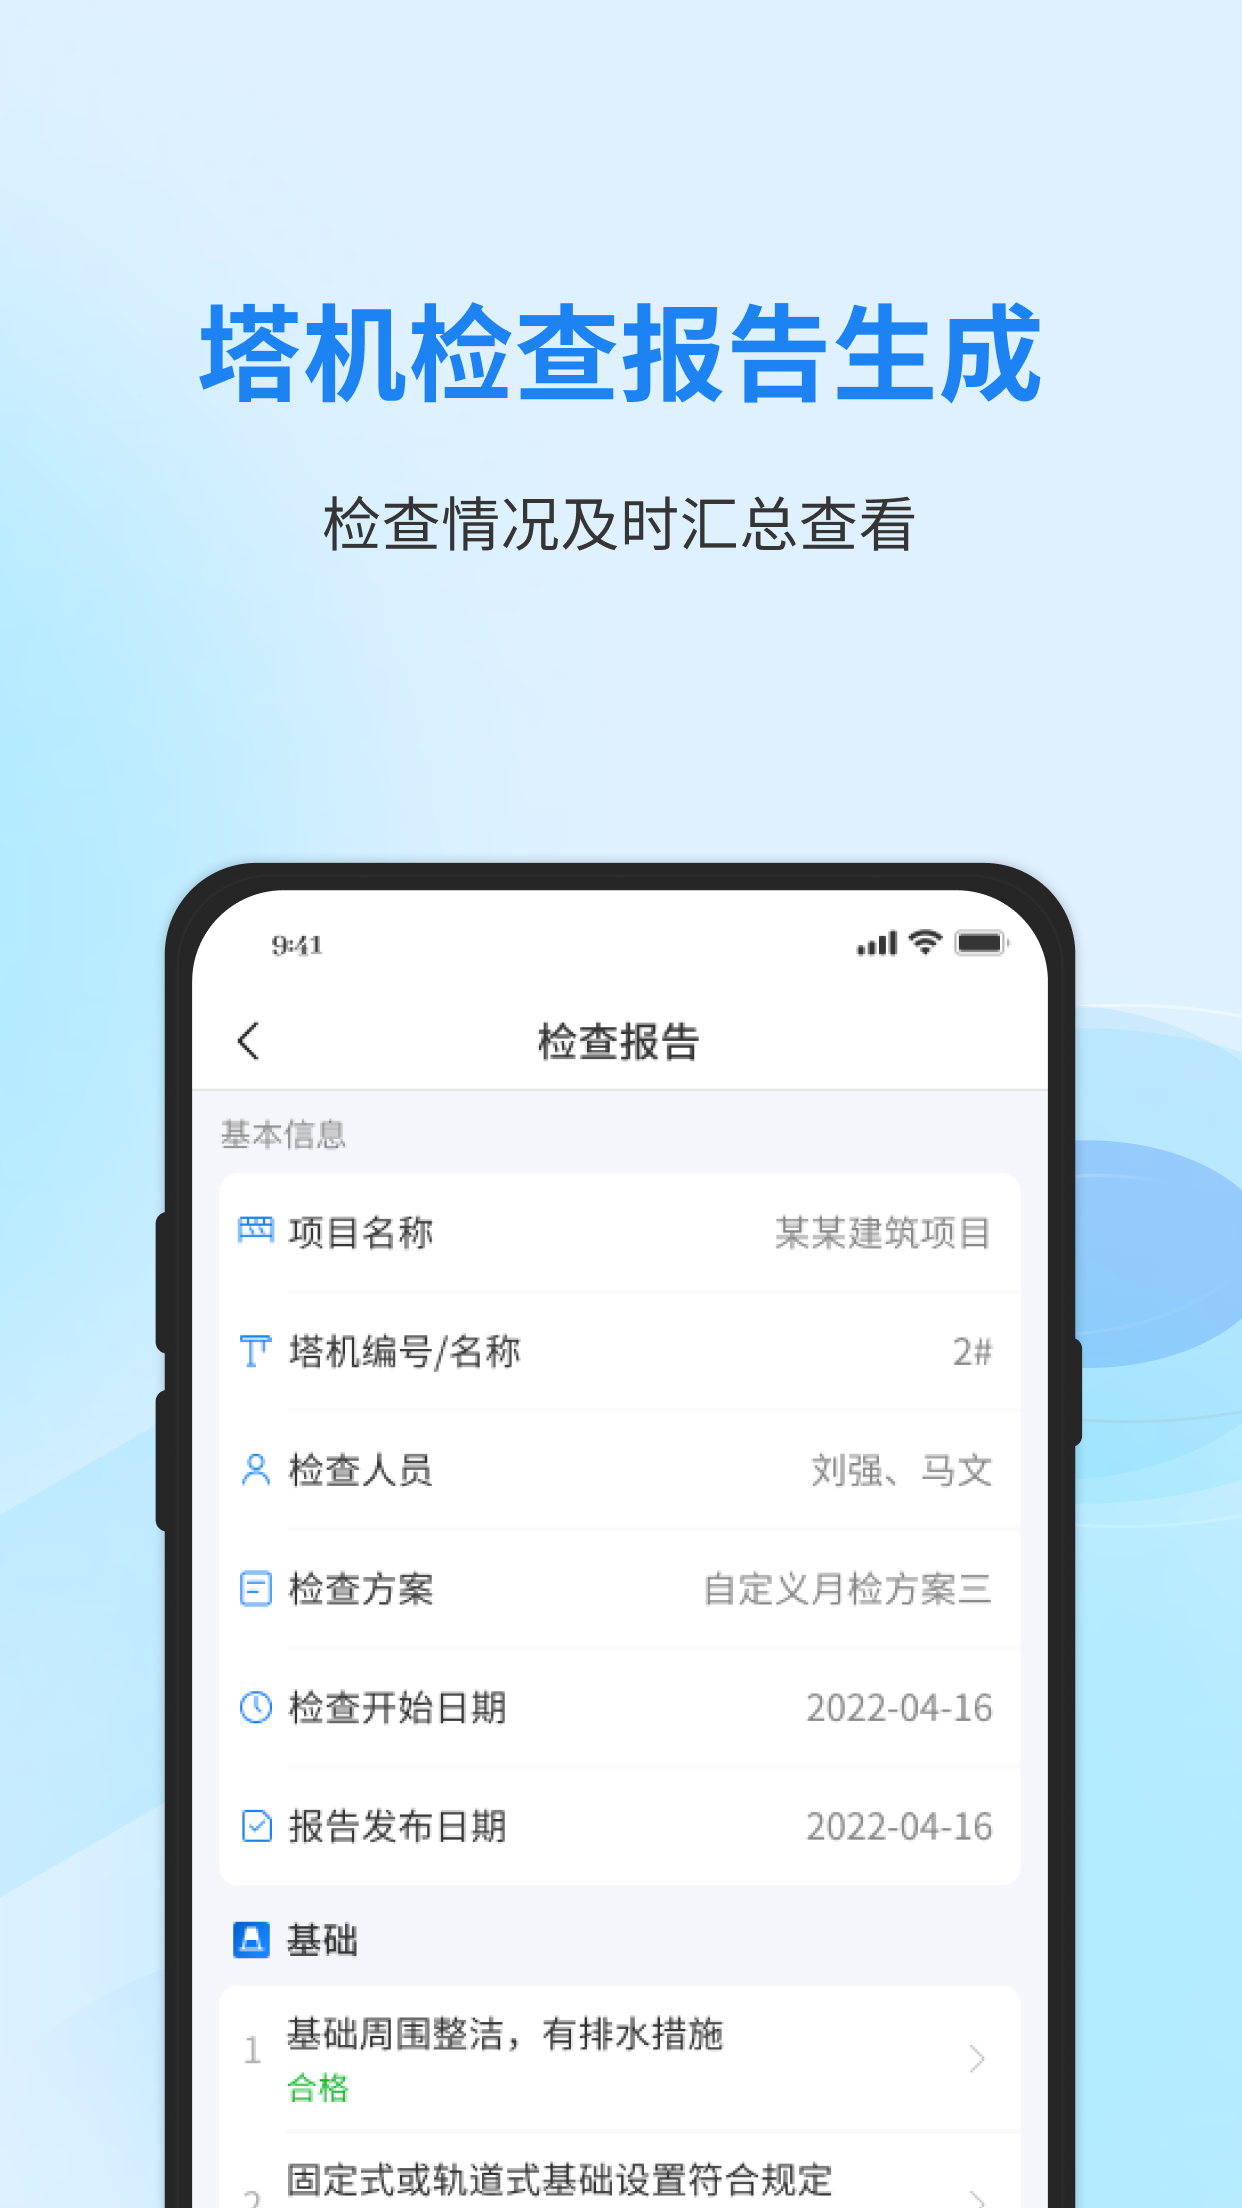 塔机检查报告生成
检查情况及时汇总查看
9:41
检查报告
基本信息
项目名称 某某建筑项目
塔机编号/名称 2#
检查人员 刘强、马文
检查方案 自定义月检方案三
检查开始日期 2022-04-16
报告发布日期 2022-04-16
基础
1 基础周围整洁，有排水措施
合格
2 固定式或轨道式基础设置符合规定